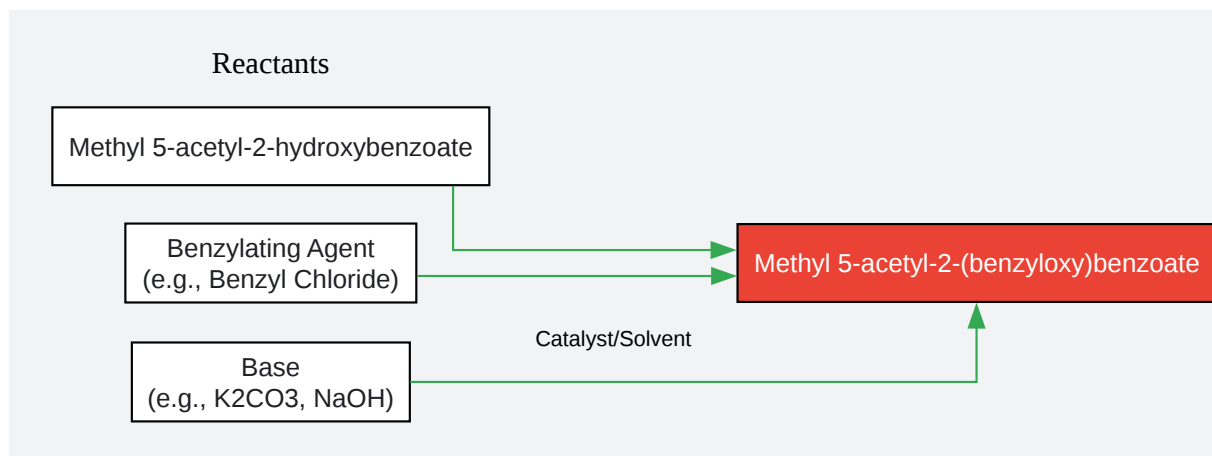 Reactants
Methyl 5-acetyl-2-hydroxybenzoate
Benzylating Agent
(e.g., Benzyl Chloride)
Methyl 5-acetyl-2-(benzyloxy)benzoate
Catalyst/Solvent
Base
(e.g., K2CO3, NaOH)